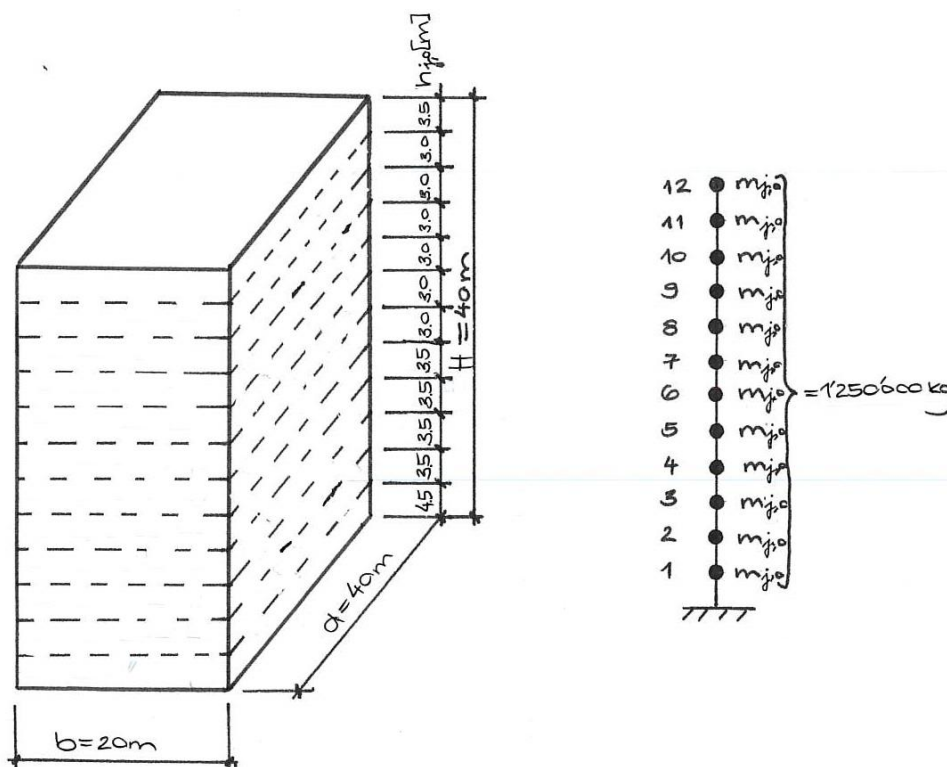 hj,o[m]
3.5
3.0
3.0
3.0
3.0
3.0
3.0
3.5
3.5
3.5
3.5
4.5
H=40m
d=40m
b=20m
12 mj,o
11 mj,o
10 mj,o
9 mj,o
8 mj,o
7 mj,o
6 mj,o
5 mj,o
4 mj,o
3 mj,o
2 mj,o
1 mj,o
=1'250'000 kg